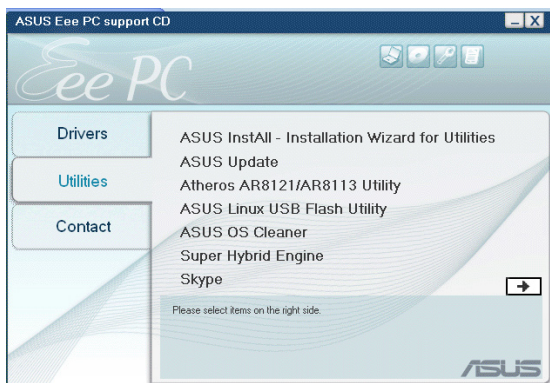 ASUS Eee PC support CD
Eee PC
Drivers
Utilities
Contact
ASUS InstAll - Installation Wizard for Utilities
ASUS Update
Atheros AR8121/AR8113 Utility
ASUS Linux USB Flash Utility
ASUS OS Cleaner
Super Hybrid Engine
Skype
Please select items on the right side.
ASUS